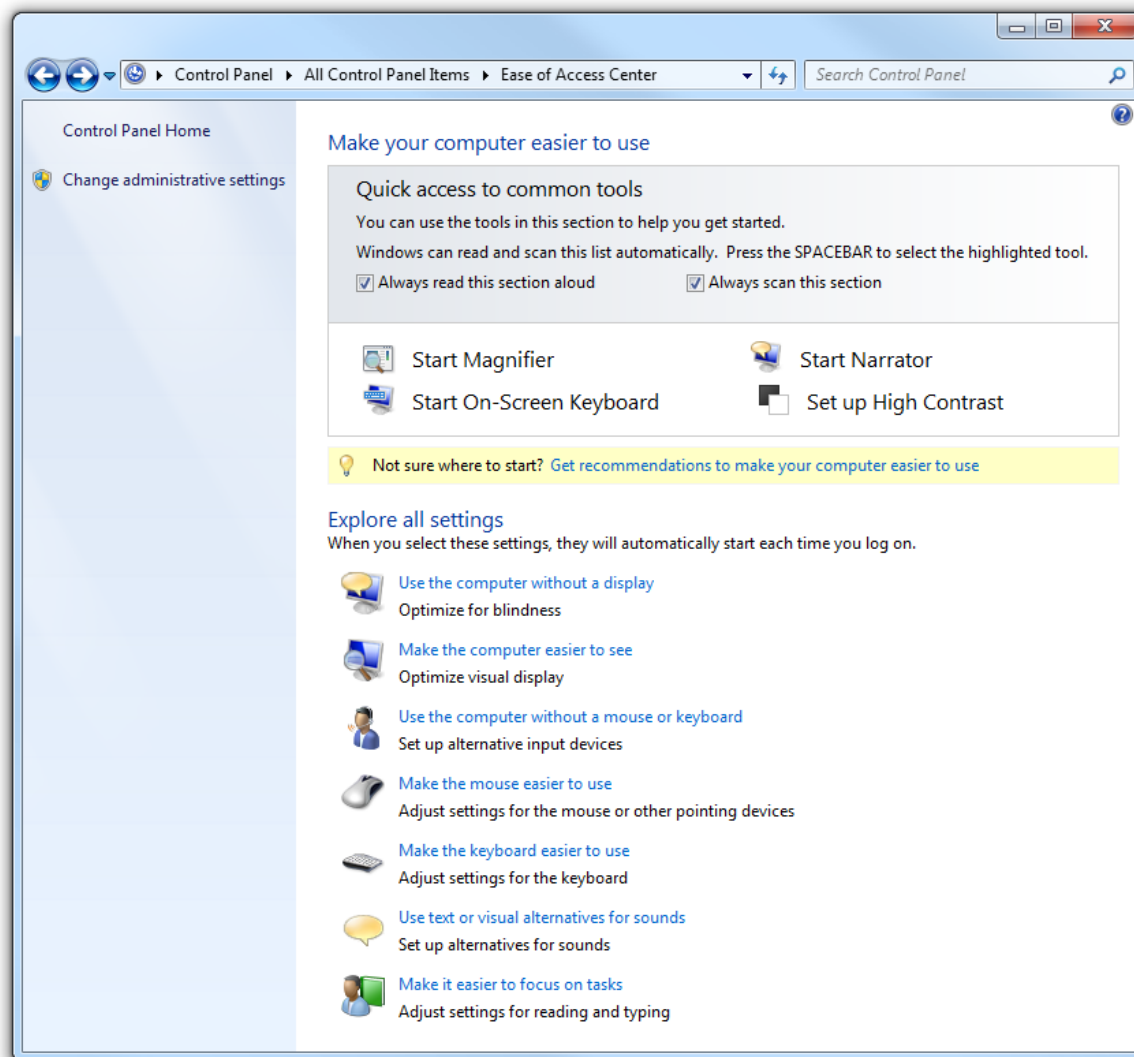 Control Panel All Control Panel Items Ease of Access Center Search Control Panel
Control Panel Home
Change administrative settings
Make your computer easier to use
Quick access to common tools
You can use the tools in this section to help you get started.
Windows can read and scan this list automatically. Press the SPACEBAR to select the highlighted tool.
Always read this section aloud Always scan this section
Start Magnifier Start Narrator
Start On-Screen Keyboard Set up High Contrast
Not sure where to start? Get recommendations to make your computer easier to use
Explore all settings
When you select these settings, they will automatically start each time you log on.
Use the computer without a display
Optimize for blindness
Make the computer easier to see
Optimize visual display
Use the computer without a mouse or keyboard
Set up alternative input devices
Make the mouse easier to use
Adjust settings for the mouse or other pointing devices
Make the keyboard easier to use
Adjust settings for the keyboard
Use text or visual alternatives for sounds
Set up alternatives for sounds
Make it easier to focus on tasks
Adjust settings for reading and typing